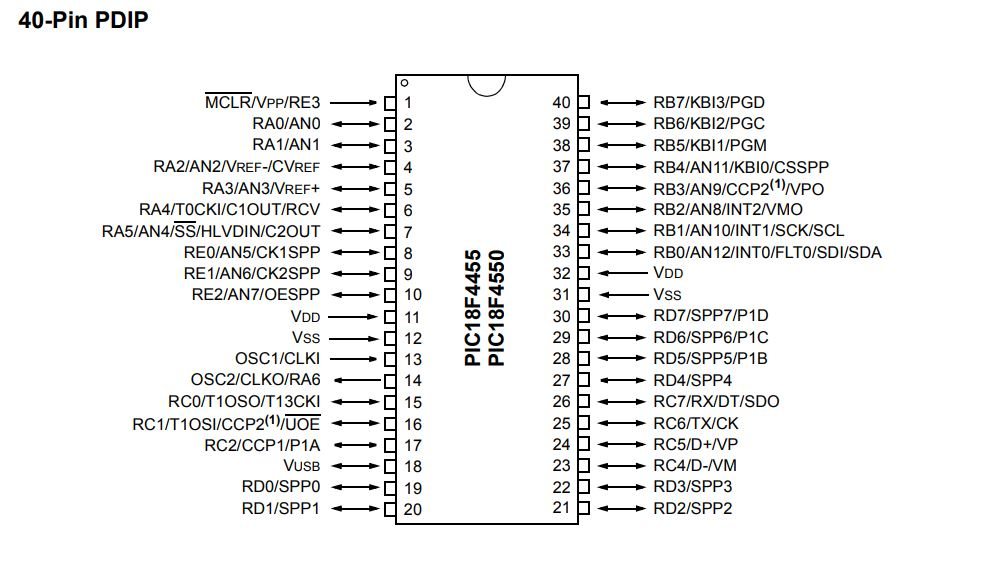 40-Pin PDIP
MCLR/VPP/RE3 1 40 RB7/KBI3/PGD
RA0/AN0 2 39 RB6/KBI2/PGC
RA1/AN1 3 38 RB5/KBI1/PGM
RA2/AN2/VREF-/CVREF 4 37 RB4/AN11/KBI0/CSSPP
RA3/AN3/VREF+ 5 36 RB3/AN9/CCP2(1)/VPO
RA4/T0CKI/C1OUT/RCV 6 35 RB2/AN8/INT2/VMO
RA5/AN4/SS/HLVDIN/C2OUT 7 34 RB1/AN10/INT1/SCK/SCL
RE0/AN5/CK1SPP 8 33 RB0/AN12/INT0/FLT0/SDI/SDA
RE1/AN6/CK2SPP 9 32 VDD
RE2/AN7/OESPP 10 31 VSS
VDD 11 30 RD7/SPP7/P1D
VSS 12 29 RD6/SPP6/P1C
OSC1/CLKI 13 28 RD5/SPP5/P1B
OSC2/CLKO/RA6 14 27 RD4/SPP4
RC0/T1OSO/T13CKI 15 26 RC7/RX/DT/SDO
RC1/T1OSI/CCP2(1)/UOE 16 25 RC6/TX/CK
RC2/CCP1/P1A 17 24 RC5/D+/VP
VUSB 18 23 RC4/D-/VM
RD0/SPP0 19 22 RD3/SPP3
RD1/SPP1 20 21 RD2/SPP2
PIC18F4455
PIC18F4550